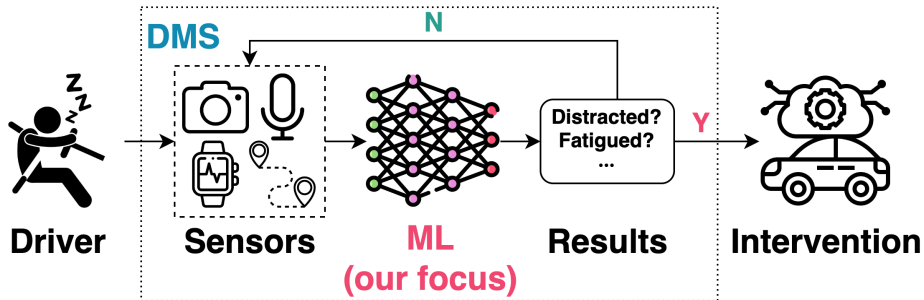 N
DMS
z
z
z
z
Distracted?
Fatigued?
...
Y
Driver
Sensors
ML
(our focus)
Results
Intervention